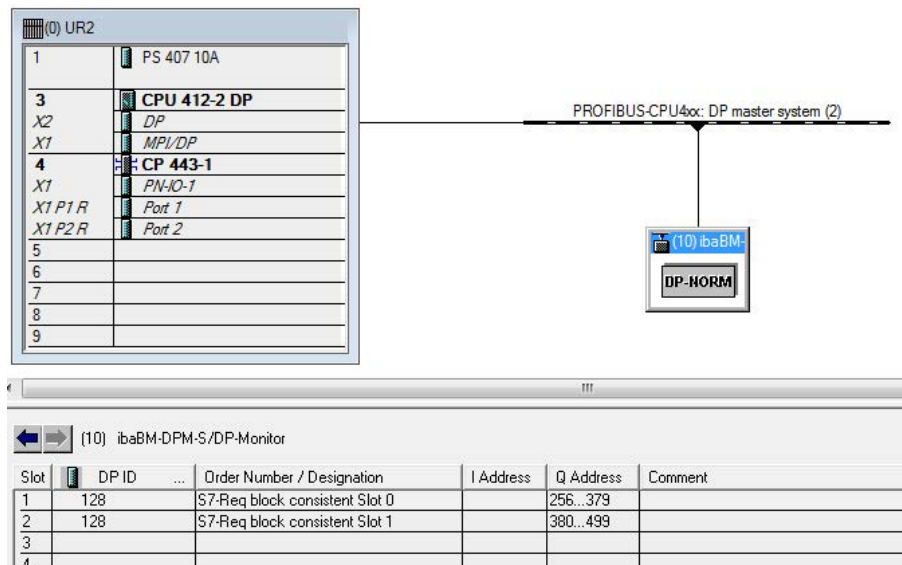 (0) UR2
1 PS 407 10A
3 CPU 412-2 DP
X2 DP
X1 MPI/DP
4 CP 443-1
X1 PN-IO-1
X1 P1 R Port 1
X1 P2 R Port 2
5
6
7
8
9
PROFIBUS-CPU4xx: DP master system (2)
(10) ibaBM-
DP-NORM
(10) ibaBM-DPM-S/DP-Monitor
Slot DP ID ... Order Number / Designation I Address Q Address Comment
1 128 S7-Req block consistent Slot 0 256...379
2 128 S7-Req block consistent Slot 1 380...499
3
4